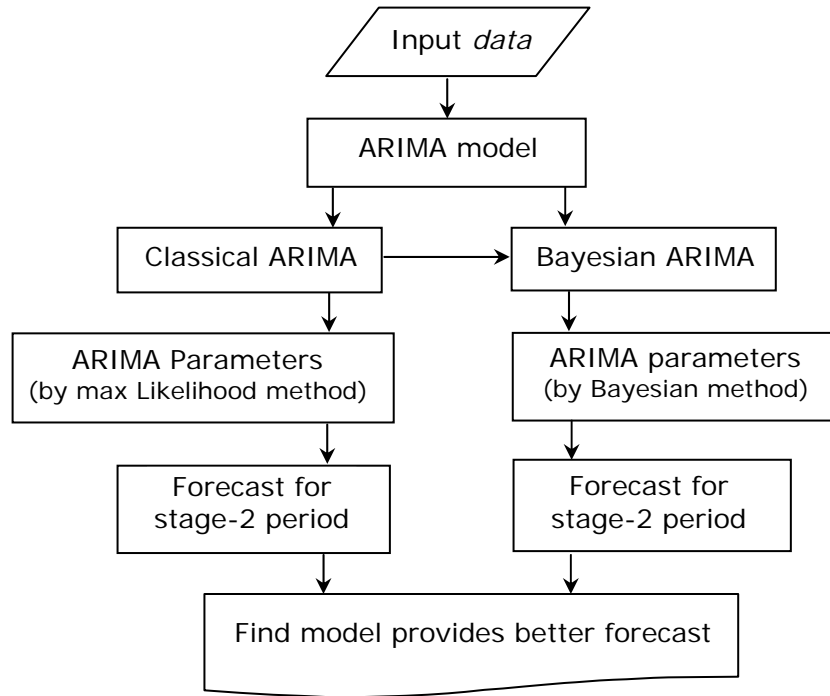 Input data
ARIMA model
Classical ARIMA
Bayesian ARIMA
ARIMA Parameters
(by max Likelihood method)
ARIMA parameters
(by Bayesian method)
Forecast for
stage-2 period
Forecast for
stage-2 period
Find model provides better forecast